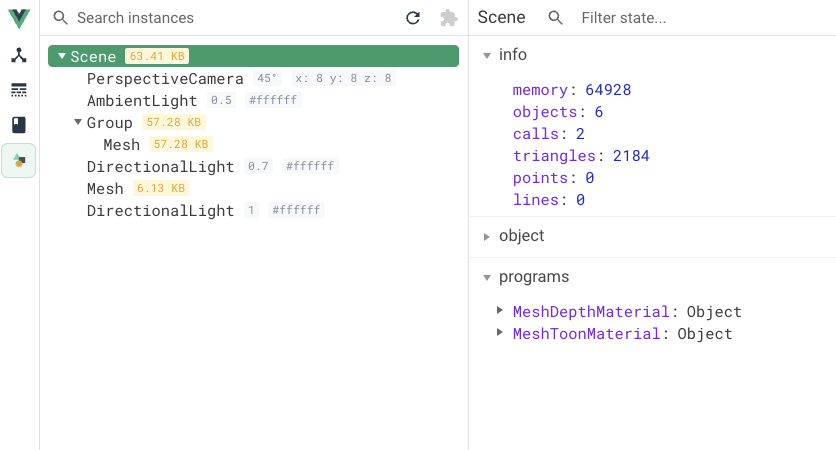 Search instances
Scene 63.41 KB
PerspectiveCamera 45° x: 8 y: 8 z: 8
AmbientLight 0.5 #ffffff
Group 57.28 KB
Mesh 57.28 KB
DirectionalLight 0.7 #ffffff
Mesh 6.13 KB
DirectionalLight 1 #ffffff
Scene Filter state...
info
memory: 64928
objects: 6
calls: 2
triangles: 2184
points: 0
lines: 0
object
programs
MeshDepthMaterial: Object
MeshToonMaterial: Object